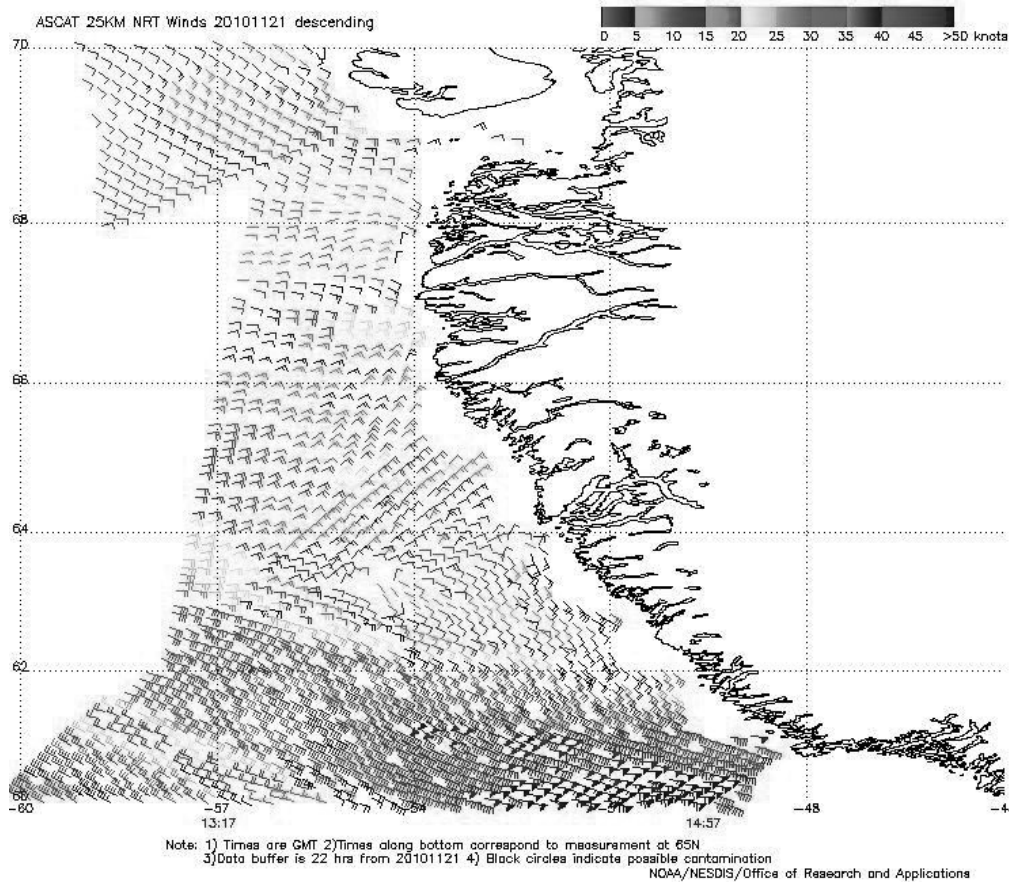 ASCAT 25KM NRT Winds 20101121 descending
0 5 10 15 20 25 30 35 40 45 >50 knots
70
68
66
64
62
-60 -57 -54 -48
13:17 14:57
Note: 1) Times are GMT 2)Times along bottom correspond to measurement at 65N
3)Data buffer is 22 hrs from 20101121 4) Black circles indicate possible contamination
NOAA/NESDIS/Office of Research and Applications